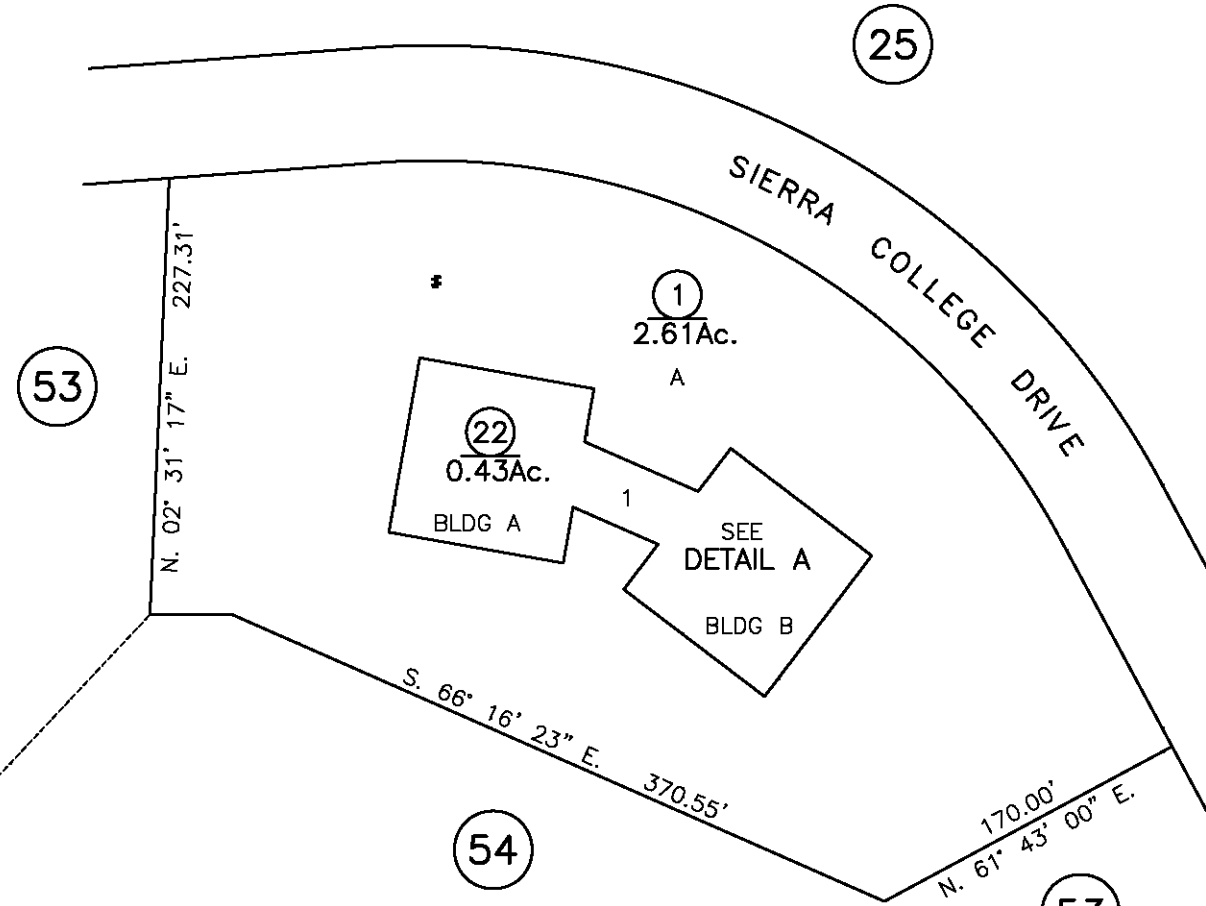 25
SIERRA COLLEGE DRIVE
227.31'
N. 02° 31' 17" E.
1
2.61Ac.
A
53
22
0.43Ac.
BLDG A
1
SEE
DETAIL A
BLDG B
S. 66° 16' 23" E. 370.55'
170.00'
N. 61° 43' 00" E.
54